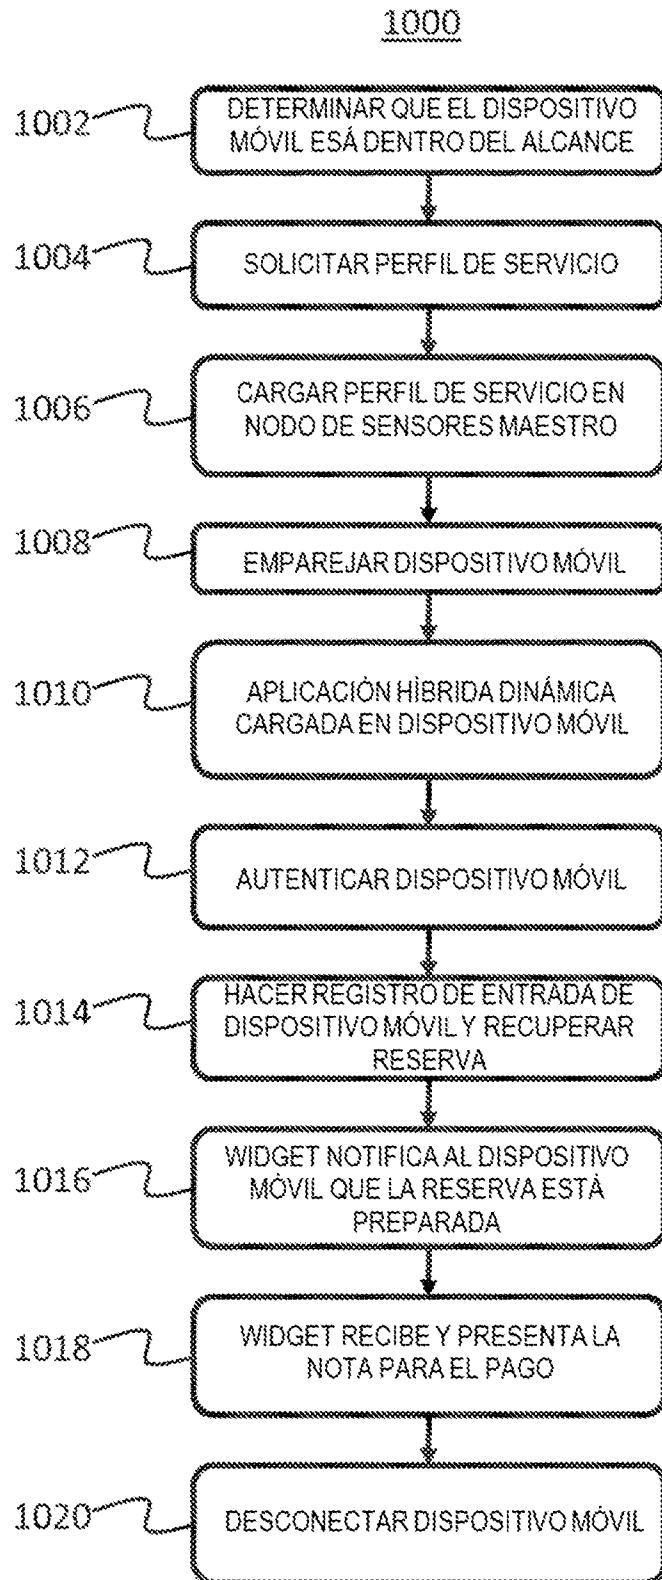 1000
1002
DETERMINAR QUE EL DISPOSITIVO
MÓVIL ESÁ DENTRO DEL ALCANCE
1004
SOLICITAR PERFIL DE SERVICIO
1006
CARGAR PERFIL DE SERVICIO EN
NODO DE SENSORES MAESTRO
1008
EMPAREJAR DISPOSITIVO MÓVIL
1010
APLICACIÓN HÍBRIDA DINÁMICA
CARGADA EN DISPOSITIVO MÓVIL
1012
AUTENTICAR DISPOSITIVO MÓVIL
1014
HACER REGISTRO DE ENTRADA DE
DISPOSITIVO MÓVIL Y RECUPERAR
RESERVA
1016
WIDGET NOTIFICA AL DISPOSITIVO
MÓVIL QUE LA RESERVA ESTÁ
PREPARADA
1018
WIDGET RECIBE Y PRESENTA LA
NOTA PARA EL PAGO
1020
DESCONECTAR DISPOSITIVO MÓVIL